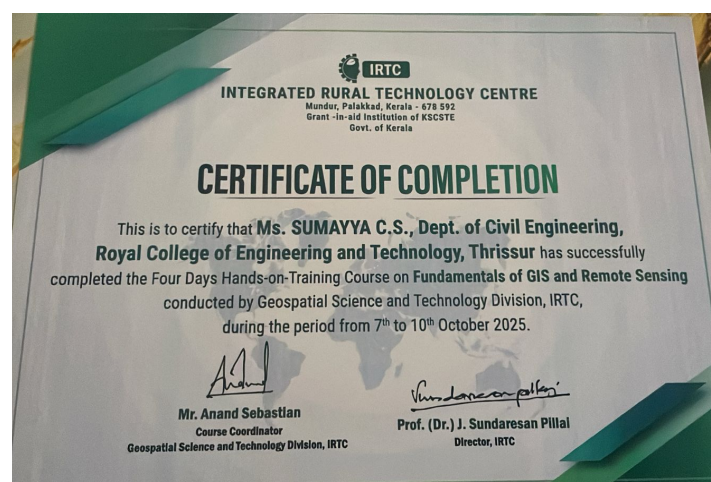 IRTC
INTEGRATED RURAL TECHNOLOGY CENTRE
Mundur, Palakkad, Kerala - 678 592
Grant -in-aid Institution of KSCSTE
Govt. of Kerala
CERTIFICATE OF COMPLETION
This is to certify that Ms. SUMAYYA C.S., Dept. of Civil Engineering,
Royal College of Engineering and Technology, Thrissur has successfully
completed the Four Days Hands-on-Training Course on Fundamentals of GIS and Remote Sensing
conducted by Geospatial Science and Technology Division, IRTC,
during the period from 7th to 10th October 2025.
Anand
Sundaresan pillai
Mr. Anand Sebastian
Course Coordinator
Geospatial Science and Technology Division, IRTC
Prof. (Dr.) J. Sundaresan Pillai
Director, IRTC